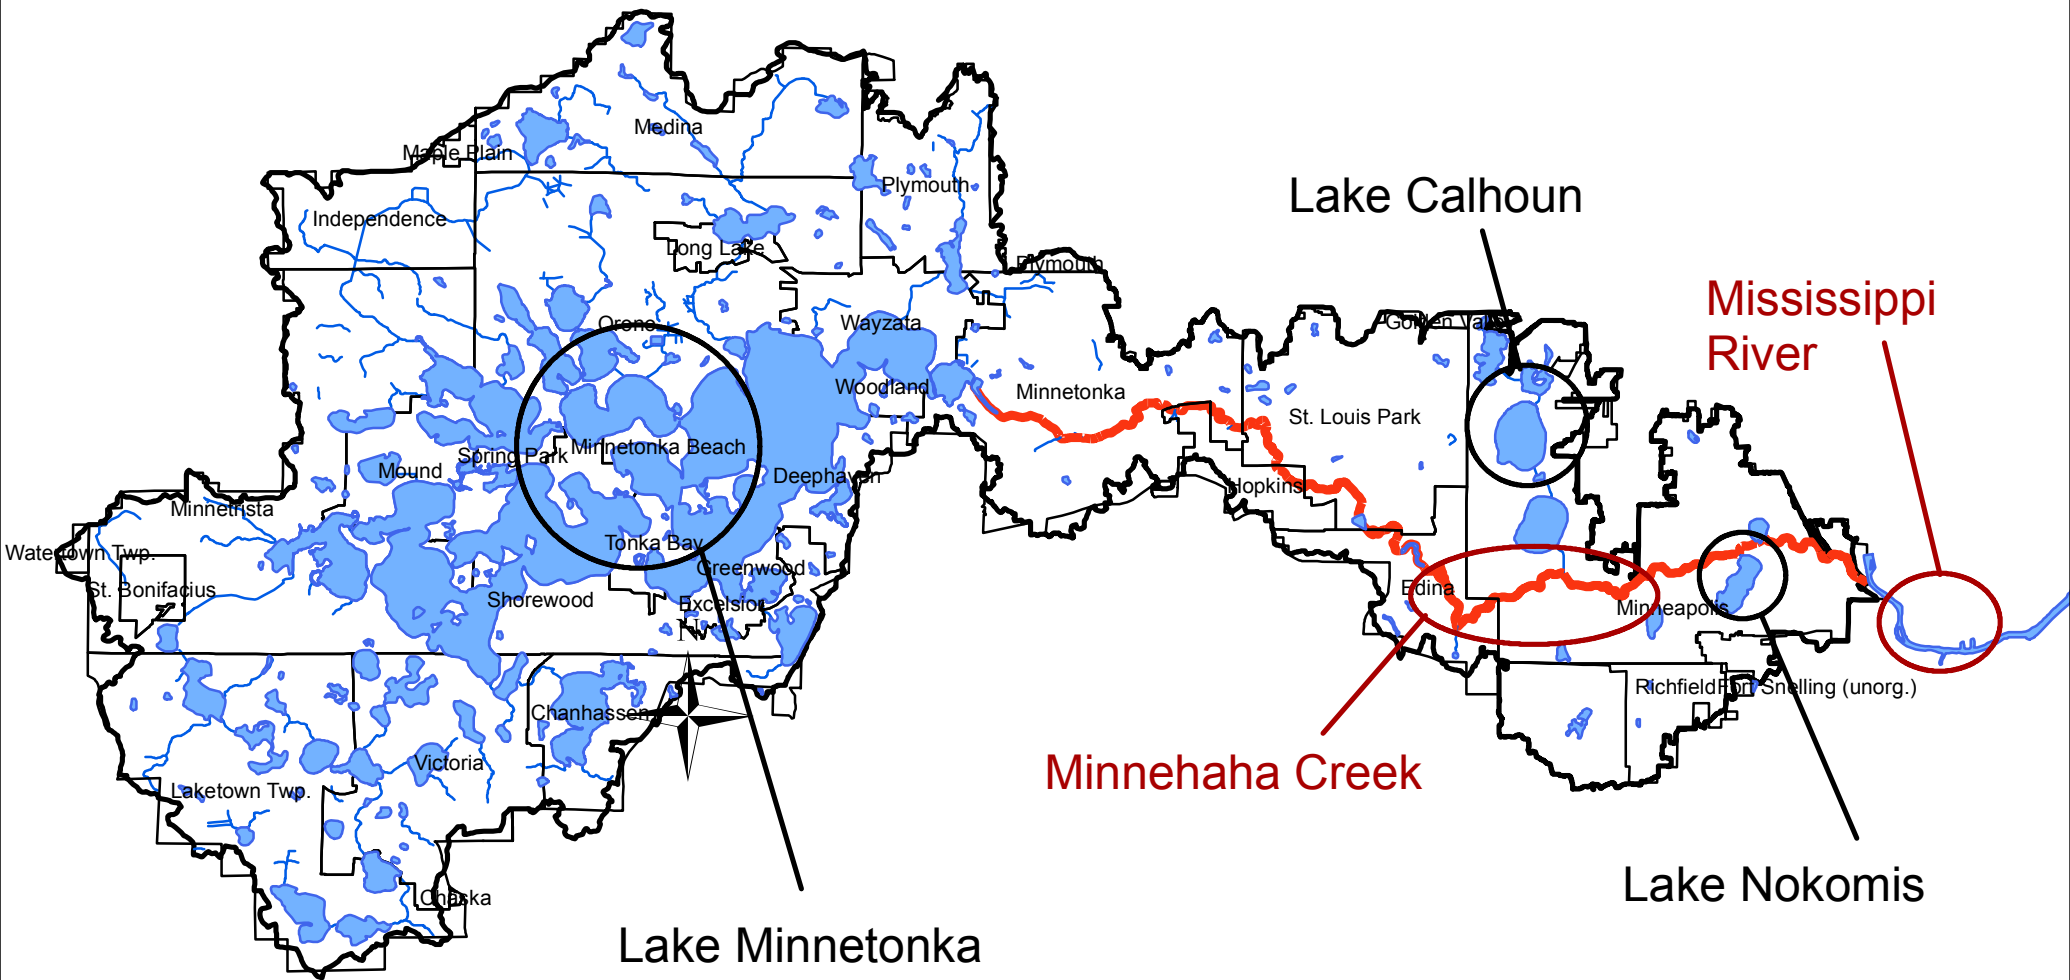 Medina
Maple Plain
Plymouth
Lake Calhoun
Independence
Long Lake
Plymouth
Mississippi
River
Orono
Wayzata
Golden Valley
Woodland
Minnetonka
St. Louis Park
Minnetonka Beach
Spring Park
Mound
Deephaven
Hopkins
Minnetrista
Tonka Bay
Watertown Twp.
Greenwood
St. Bonifacius
Edina
Shorewood
Excelsior
Minneapolis
N
Richfield
Fort Snelling (unorg.)
Chanhassen
Victoria
Minnehaha Creek
Laketown Twp.
Lake Nokomis
Chaska
Lake Minnetonka